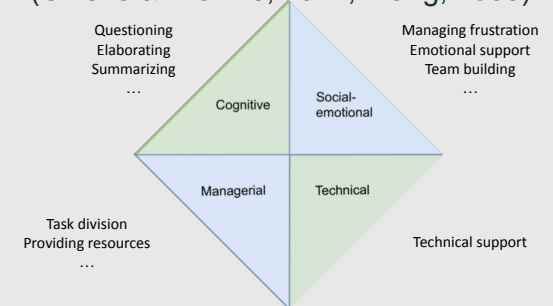 Questioning
Elaborating
Summarizing
…
Managing frustration
Emotional support
Team building
…
Cognitive
Social-
emotional
Managerial
Technical
Task division
Providing resources
…
Technical support